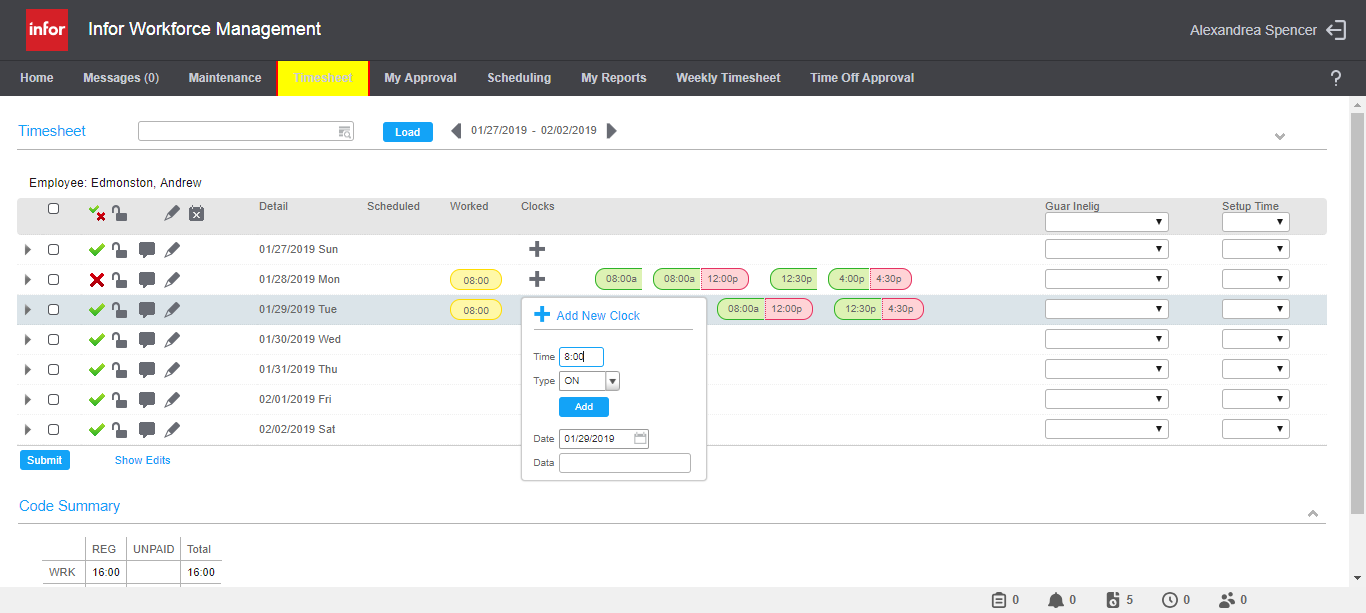 infor Infor Workforce Management Alexandrea Spencer
Home Messages (0) Maintenance Timesheet My Approval Scheduling My Reports Weekly Timesheet Time Off Approval ?
Timesheet Load 01/27/2019 - 02/02/2019
Employee: Edmonston, Andrew
Detail Scheduled Worked Clocks Guar Inelig Setup Time
01/27/2019 Sun
01/28/2019 Mon 08:00 08:00a 08:00a 12:00p 12:30p 4:00p 4:30p
01/29/2019 Tue 08:00 08:00a 12:00p 12:30p 4:30p
Add New Clock
01/30/2019 Wed
Time 8:00
01/31/2019 Thu
Type ON
02/01/2019 Fri
Add
02/02/2019 Sat
Date 01/29/2019
Submit Show Edits
Data
Code Summary
REG UNPAID Total
WRK 16:00 16:00
0 0 5 0 0